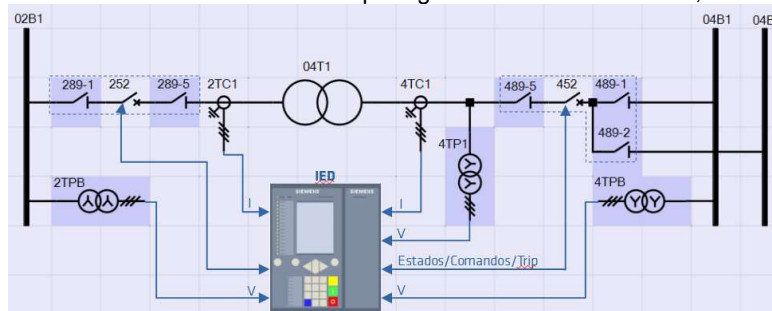 02B1
04B1
04T1
289-1
252
289-5
2TC1
4TC1
489-5
452
489-1
489-2
4TP1
2TPB
4TPB
IED
SIEMENS
SIEMENS
I
I
V
Estados/Comandos/Trip
V
V